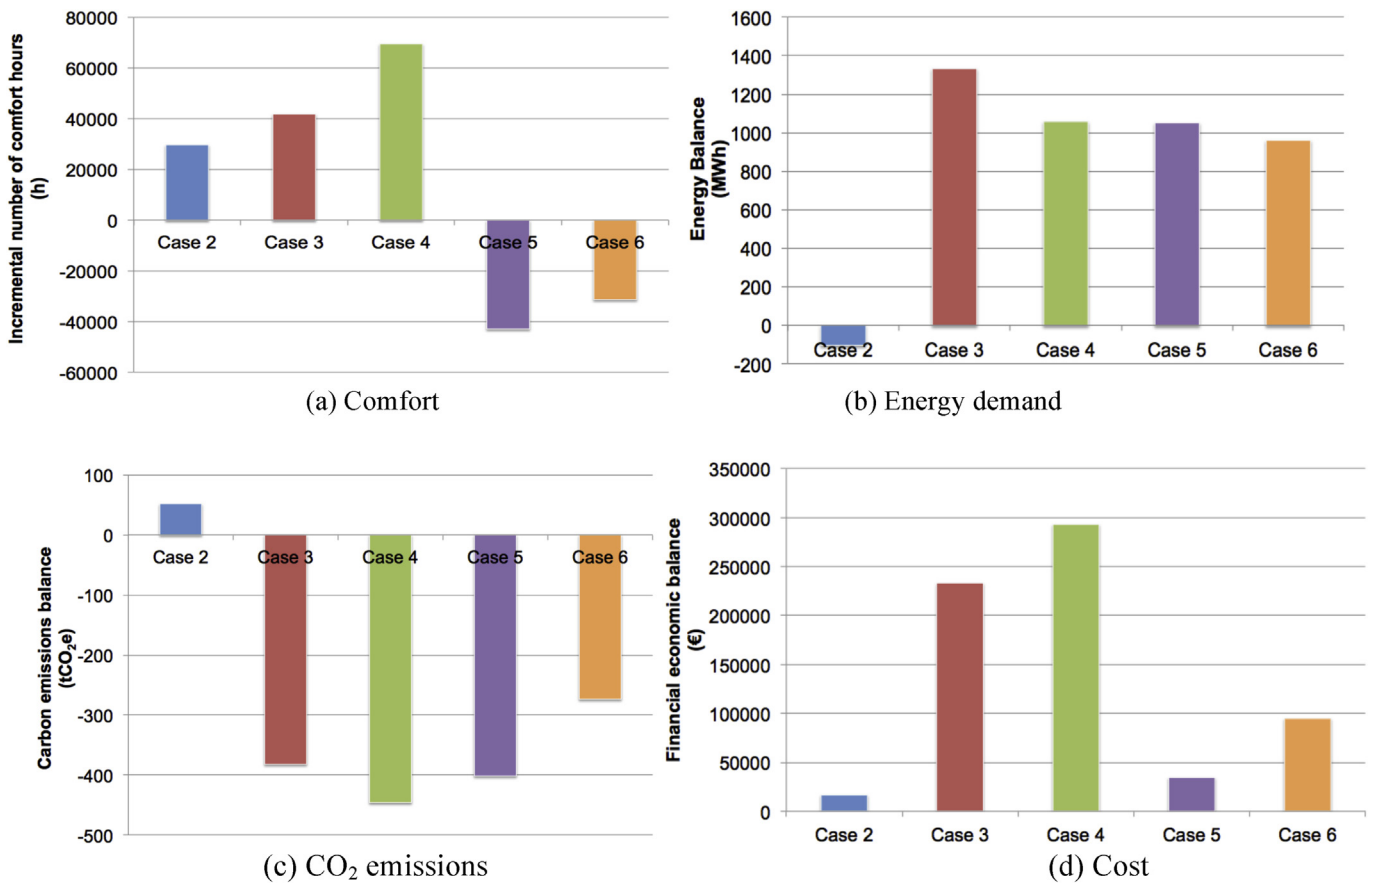 Incremental number of comfort hours
(h)
80000
60000
40000
20000
0
-20000
-40000
-60000
Case 2
Case 3
Case 4
Case 5
Case 6
(a) Comfort
Energy Balance
(MWh)
1600
1400
1200
1000
800
600
400
200
0
-200
Case 2
Case 3
Case 4
Case 5
Case 6
(b) Energy demand
Carbon emissions balance
(tCO₂e)
100
0
-100
-200
-300
-400
-500
Case 2
Case 3
Case 4
Case 5
Case 6
(c) CO₂ emissions
Financial economic balance
(€)
350000
300000
250000
200000
150000
100000
50000
0
Case 2
Case 3
Case 4
Case 5
Case 6
(d) Cost